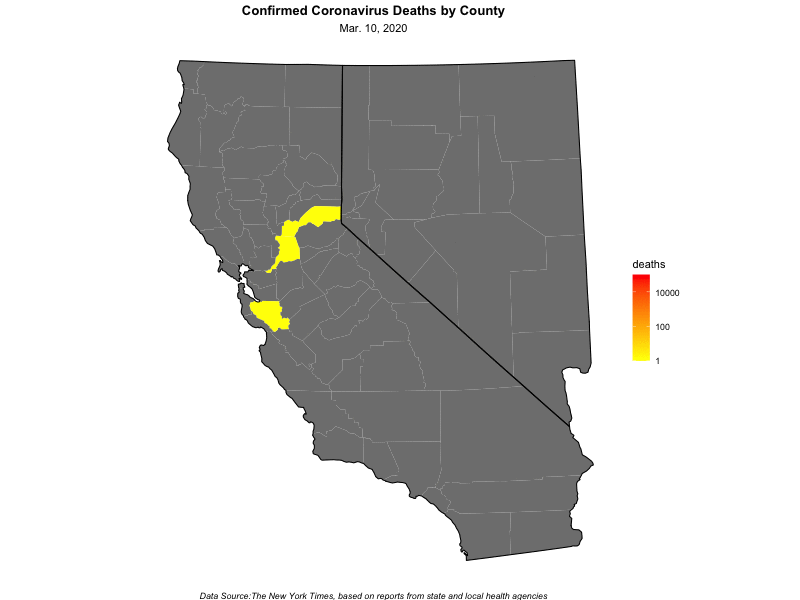 Confirmed Coronavirus Deaths by County
Mar. 10, 2020
deaths
10000
100
1
Data Source:The New York Times, based on reports from state and local health agencies